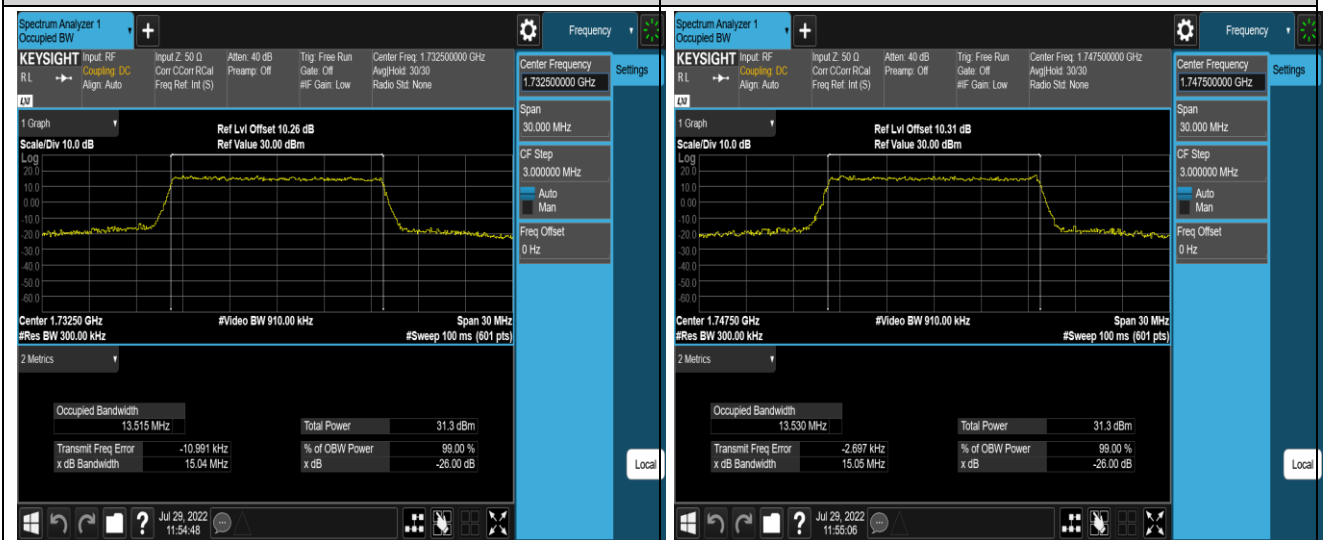 Spectrum Analyzer 1
Occupied BW
+
Frequency
KEYSIGHT Input: RF Input Z: 50 Ω Atten: 40 dB Trig: Free Run Center Freq: 1.732500000 GHz
RL Coupling: DC Corr CCorr RCal Preamp: Off Gate: Off Avg|Hold: 30/30
Align: Auto Freq Ref: Int (S) #IF Gain: Low Radio Std: None
LXI
Center Frequency
1.732500000 GHz
Settings
Span
30.000 MHz
CF Step
3.000000 MHz
Auto
Man
Freq Offset
0 Hz
Local
1 Graph
Ref Lvl Offset 10.26 dB
Scale/Div 10.0 dB Ref Value 30.00 dBm
Log
20.0
10.0
0.00
-10.0
-20.0
-30.0
-40.0
-50.0
-60.0
Center 1.73250 GHz #Video BW 910.00 kHz Span 30 MHz
#Res BW 300.00 kHz #Sweep 100 ms (601 pts)
2 Metrics
Occupied Bandwidth
13.515 MHz
Total Power 31.3 dBm
Transmit Freq Error -10.991 kHz % of OBW Power 99.00 %
x dB Bandwidth 15.04 MHz x dB -26.00 dB
? Jul 29, 2022
11:54:48
Spectrum Analyzer 1
Occupied BW
+
Frequency
KEYSIGHT Input: RF Input Z: 50 Ω Atten: 40 dB Trig: Free Run Center Freq: 1.747500000 GHz
RL Coupling: DC Corr CCorr RCal Preamp: Off Gate: Off Avg|Hold: 30/30
Align: Auto Freq Ref: Int (S) #IF Gain: Low Radio Std: None
LXI
Center Frequency
1.747500000 GHz
Settings
Span
30.000 MHz
CF Step
3.000000 MHz
Auto
Man
Freq Offset
0 Hz
Local
1 Graph
Ref Lvl Offset 10.31 dB
Scale/Div 10.0 dB Ref Value 30.00 dBm
Log
20.0
10.0
0.00
-10.0
-20.0
-30.0
-40.0
-50.0
-60.0
Center 1.74750 GHz #Video BW 910.00 kHz Span 30 MHz
#Res BW 300.00 kHz #Sweep 100 ms (601 pts)
2 Metrics
Occupied Bandwidth
13.530 MHz
Total Power 31.3 dBm
Transmit Freq Error -2.697 kHz % of OBW Power 99.00 %
x dB Bandwidth 15.05 MHz x dB -26.00 dB
? Jul 29, 2022
11:55:06